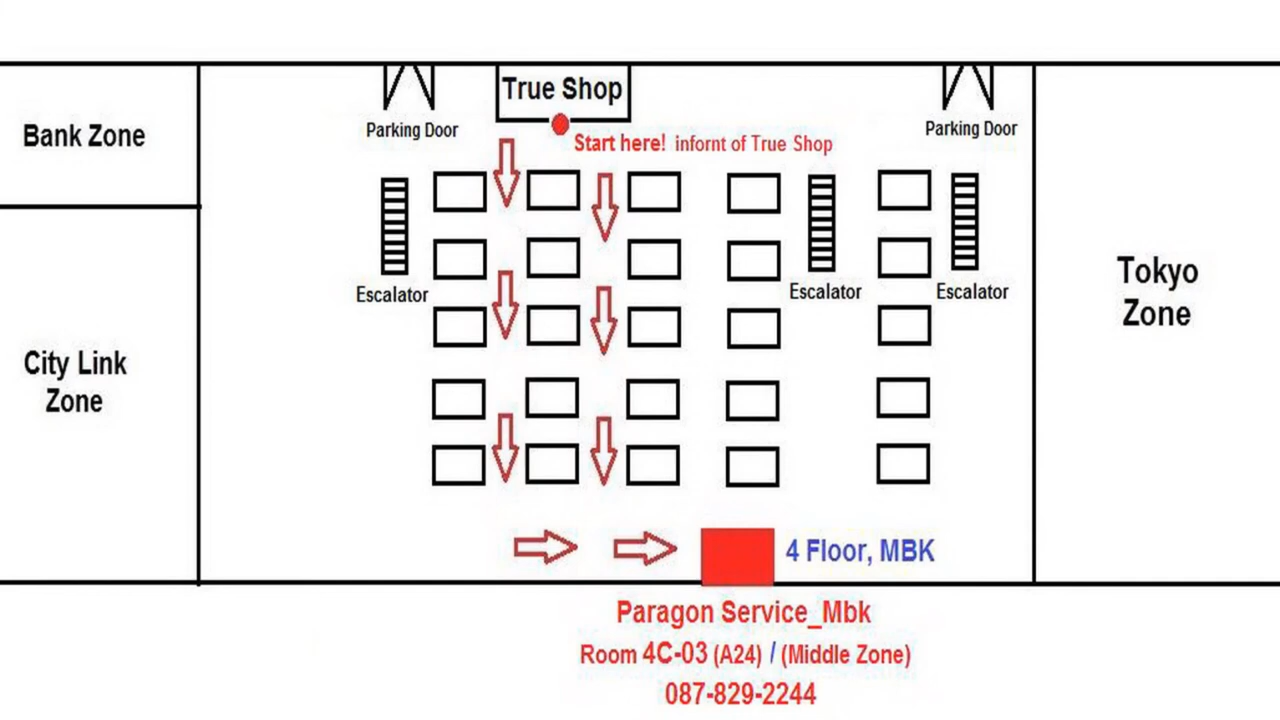 True Shop
Bank Zone
Parking Door
Parking Door
Start here! infornt of True Shop
Escalator
Escalator
Escalator
Tokyo
Zone
City Link
Zone
4 Floor, MBK
Paragon Service_Mbk
Room 4C-03 (A24) / (Middle Zone)
087-829-2244